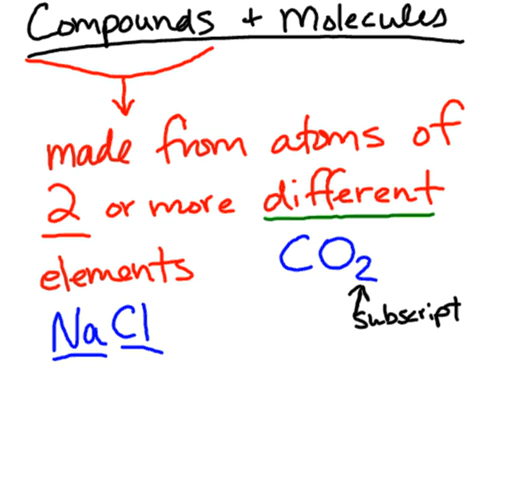 Compounds + Molecules
made from atoms of
2 or more different
elements
CO₂
subscript
NaCl